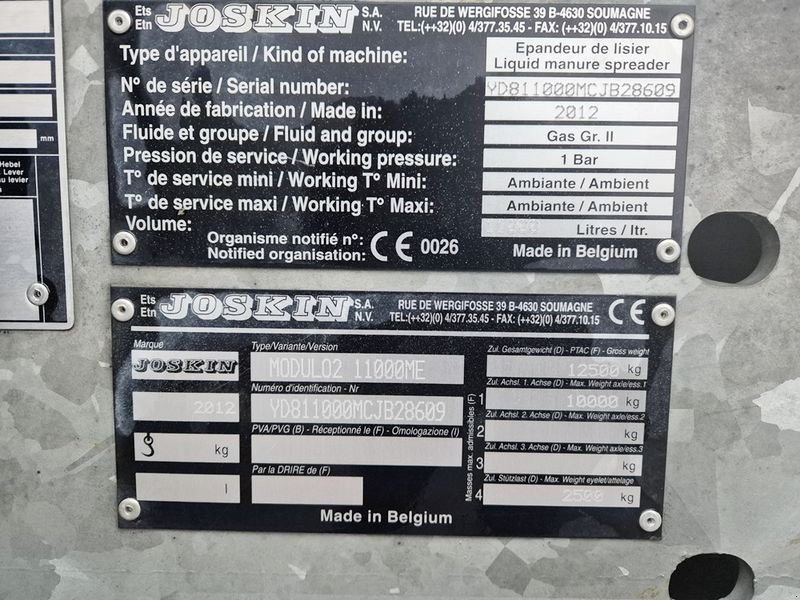 Ets
Etn JOSKIN S.A.
N.V.
RUE DE WERGIFOSSE 39 B-4630 SOUMAGNE
TEL:(++32)(0) 4/377.35.45 - FAX: (++32)(0) 4/377.10.15
Type d'appareil / Kind of machine: Epandeur de lisier
Liquid manure spreader
N° de série / Serial number: YD811000MCJB28609
Année de fabrication / Made in: 2012
Fluide et groupe / Fluid and group: Gas Gr. II
Pression de service / Working pressure: 1 Bar
T° de service mini / Working T° Mini: Ambiante / Ambient
T° de service maxi / Working T° Maxi: Ambiante / Ambient
Volume: Litres / ltr.
Organisme notifié n°:
Notified organisation: CE 0026
Made in Belgium
mm
Hebel
Lever
au levier
Ets
Etn JOSKIN S.A.
N.V.
RUE DE WERGIFOSSE 39 B-4630 SOUMAGNE
TEL:(++32)(0) 4/377.35.45 - FAX: (++32)(0) 4/377.10.15
CE
Marque
JOSKIN
2012
kg
l
Type/Variante/Version
MODULO2 11000ME
Numéro d'identification - Nr
YD811000MCJB28609
PVA/PVG (B) - Réceptionné le (F) - Omologazione (I)
Par la DRIRE de (F)
Masses max. admissibles (F)
Zul. Gesamtgewicht (D) - PTAC (F) - Gross weight
12500 kg
Zul. Achsl. 1. Achse (D) - Max. Weight axle/ess.1
1 10000 kg
Zul. Achsl. 2. Achse (D) - Max. Weight axle/ess.2
2 kg
Zul. Achsl. 3. Achse (D) - Max. Weight axle/ess.3
3 kg
Zul. Stützlast (D) - Max. Weight eyelet/attelage
4 2500 kg
Made in Belgium